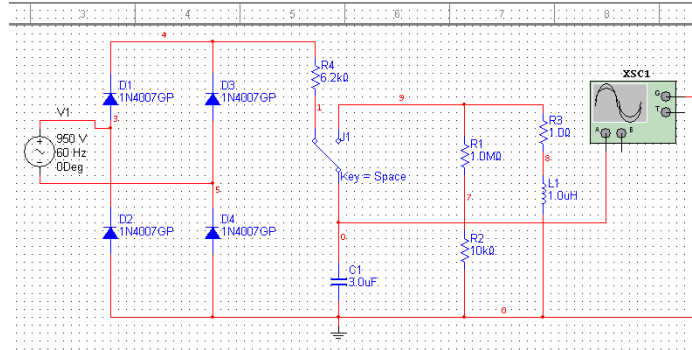 3 4 5 6 7 8
4
R4
6.2kΩ
XSC1
G
T
A B
D1
1N4007GP
D3
1N4007GP
1
9
J1
Key = Space
R1
1.0MΩ
R3
1.0Ω
V1
950 V
60 Hz
0Deg
3
8
L1
1.0uH
5
7
D2
1N4007GP
D4
1N4007GP
0
R2
10kΩ
C1
3.0uF
0